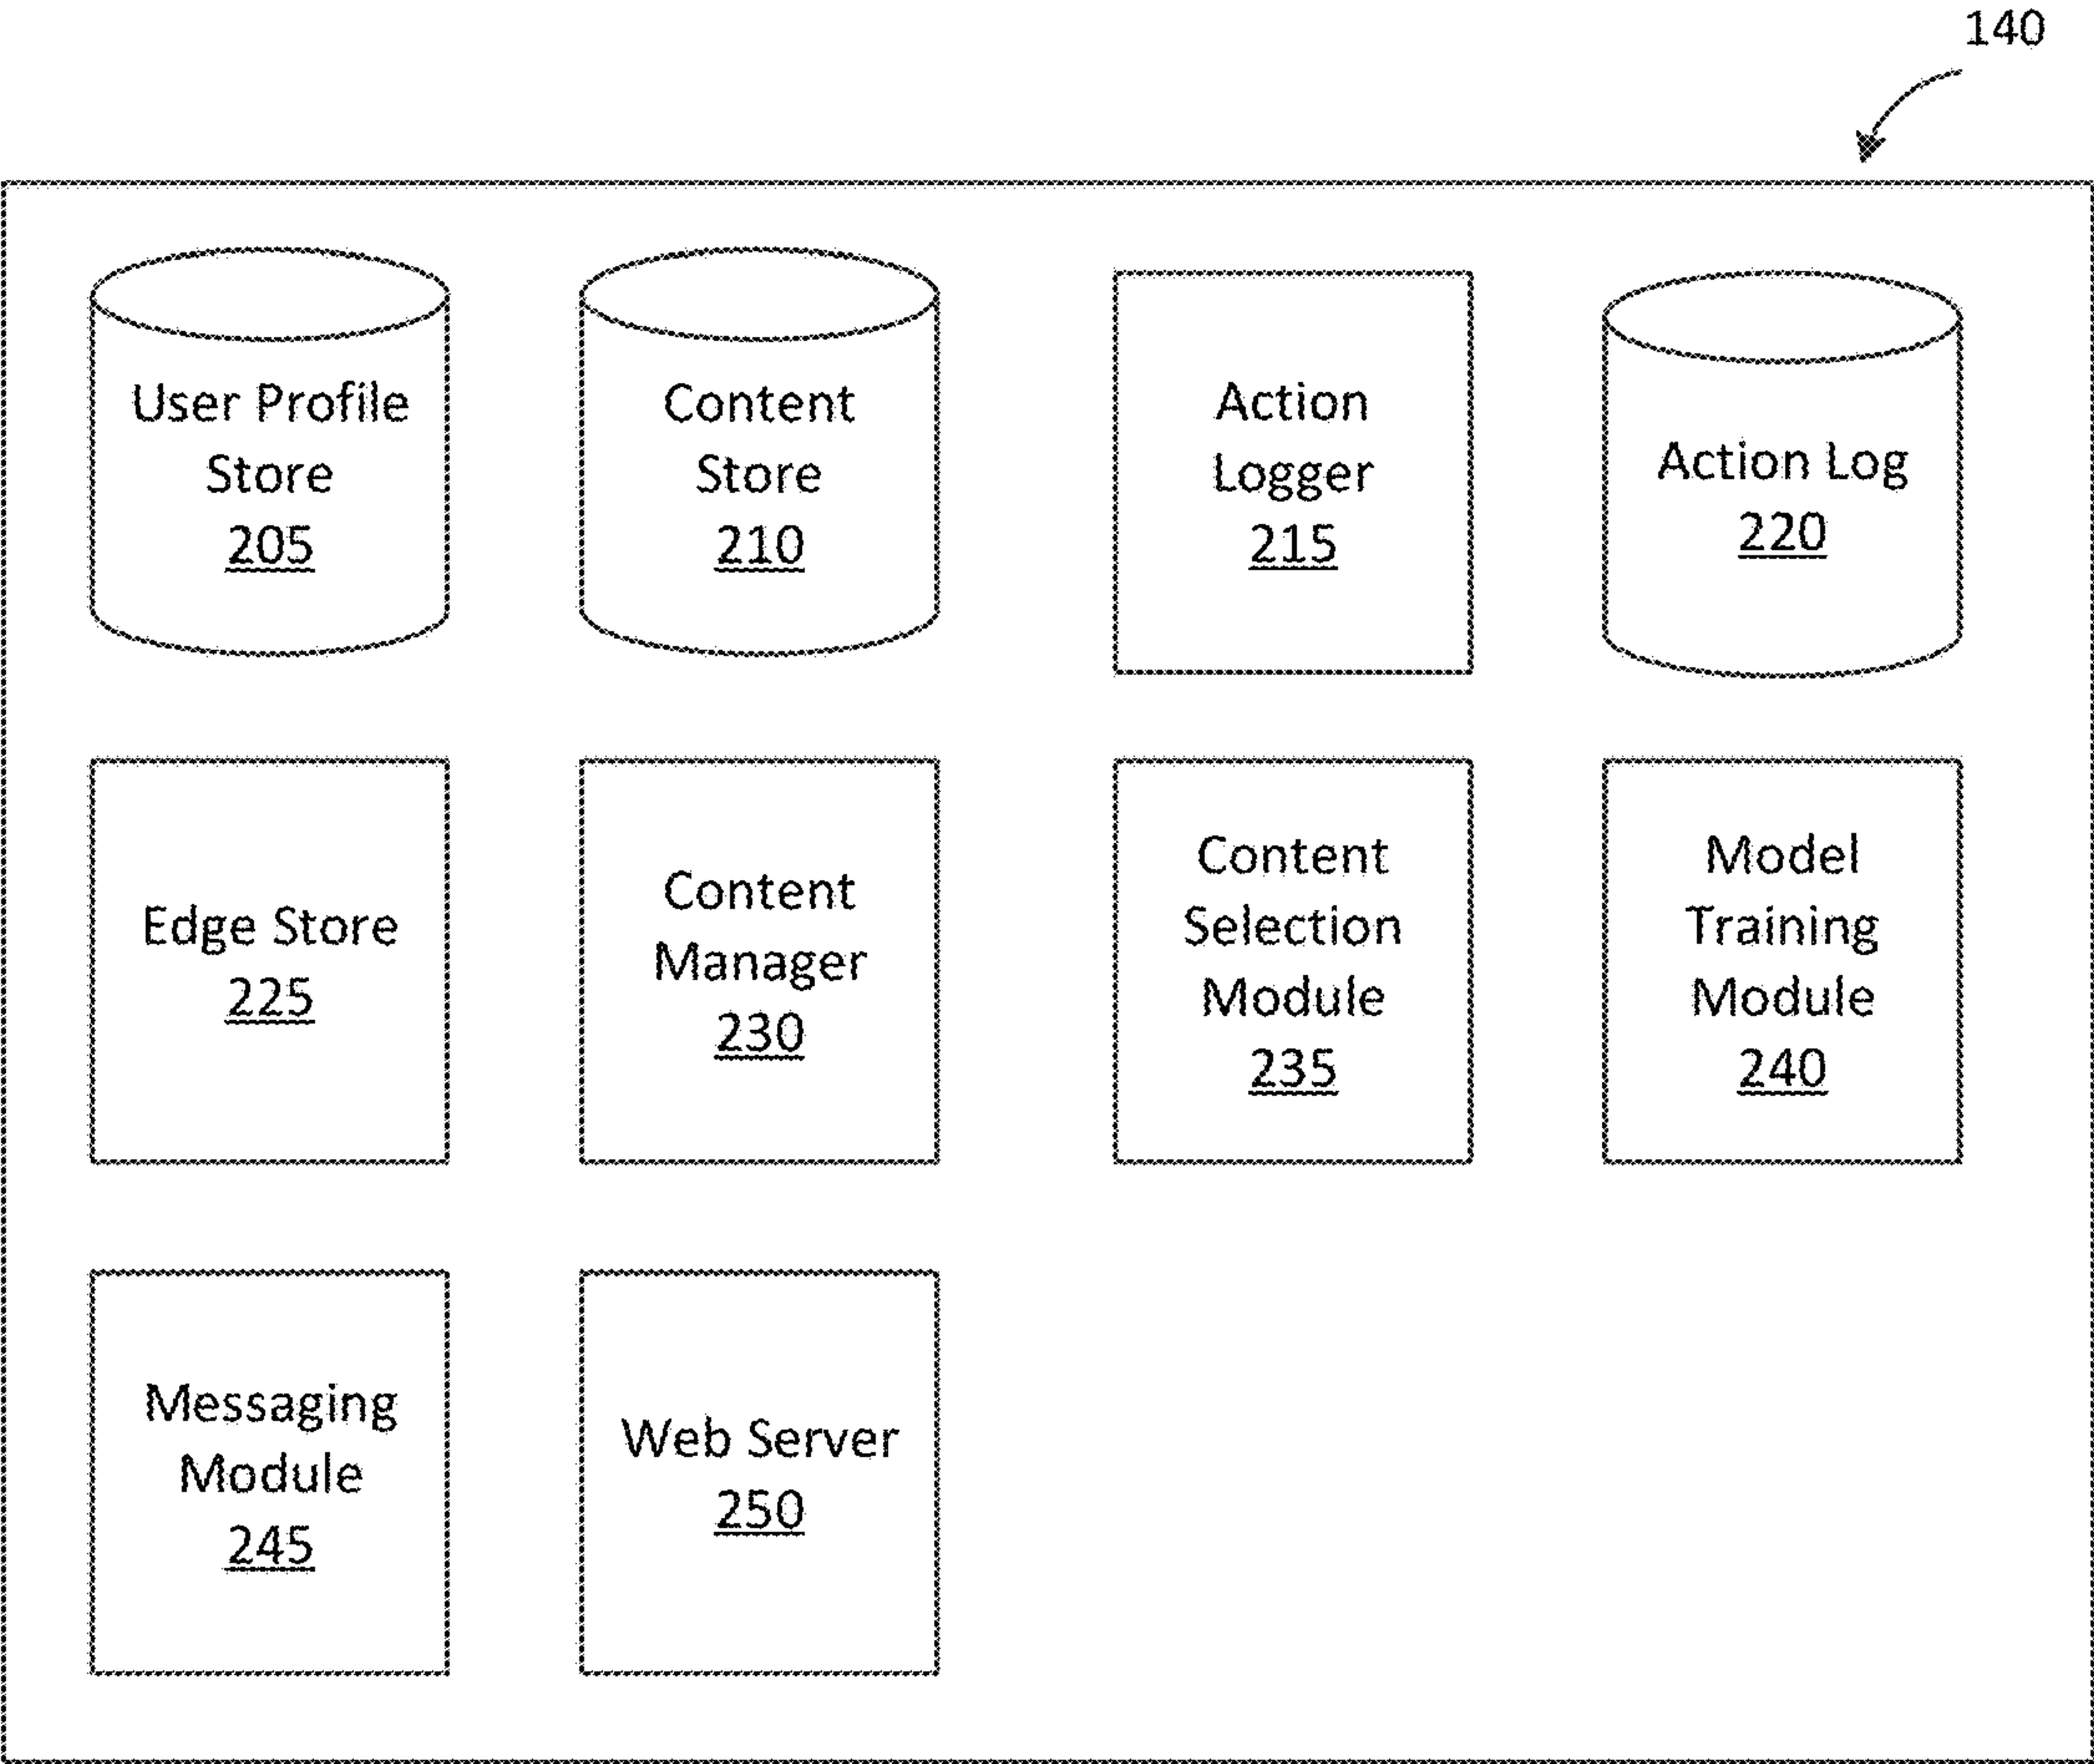 140
User Profile
Store
205
Content
Store
210
Action
Logger
215
Action Log
220
Edge Store
225
Content
Manager
230
Content
Selection
Module
235
Model
Training
Module
240
Messaging
Module
245
Web Server
250